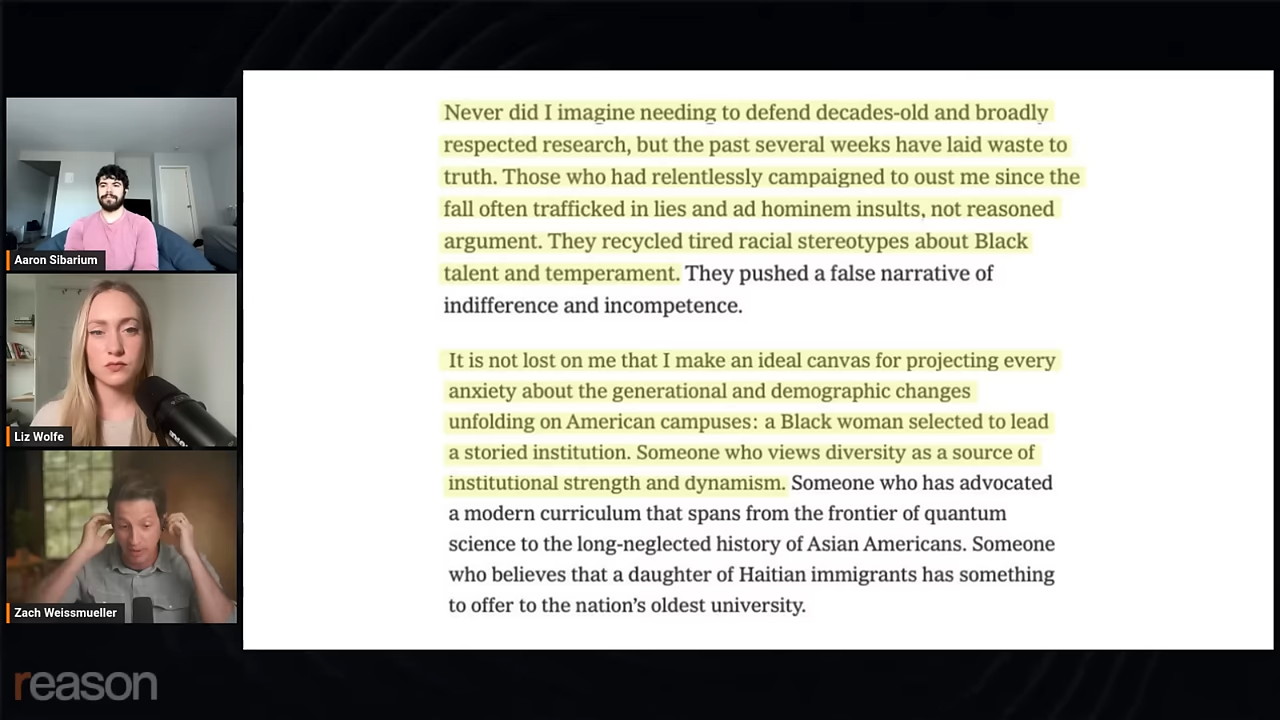 Aaron Sibarium
Liz Wolfe
Zach Weissmueller
reason
Never did I imagine needing to defend decades-old and broadly
respected research, but the past several weeks have laid waste to
truth. Those who had relentlessly campaigned to oust me since the
fall often trafficked in lies and ad hominem insults, not reasoned
argument. They recycled tired racial stereotypes about Black
talent and temperament. They pushed a false narrative of
indifference and incompetence.
It is not lost on me that I make an ideal canvas for projecting every
anxiety about the generational and demographic changes
unfolding on American campuses: a Black woman selected to lead
a storied institution. Someone who views diversity as a source of
institutional strength and dynamism. Someone who has advocated
a modern curriculum that spans from the frontier of quantum
science to the long-neglected history of Asian Americans. Someone
who believes that a daughter of Haitian immigrants has something
to offer to the nation’s oldest university.